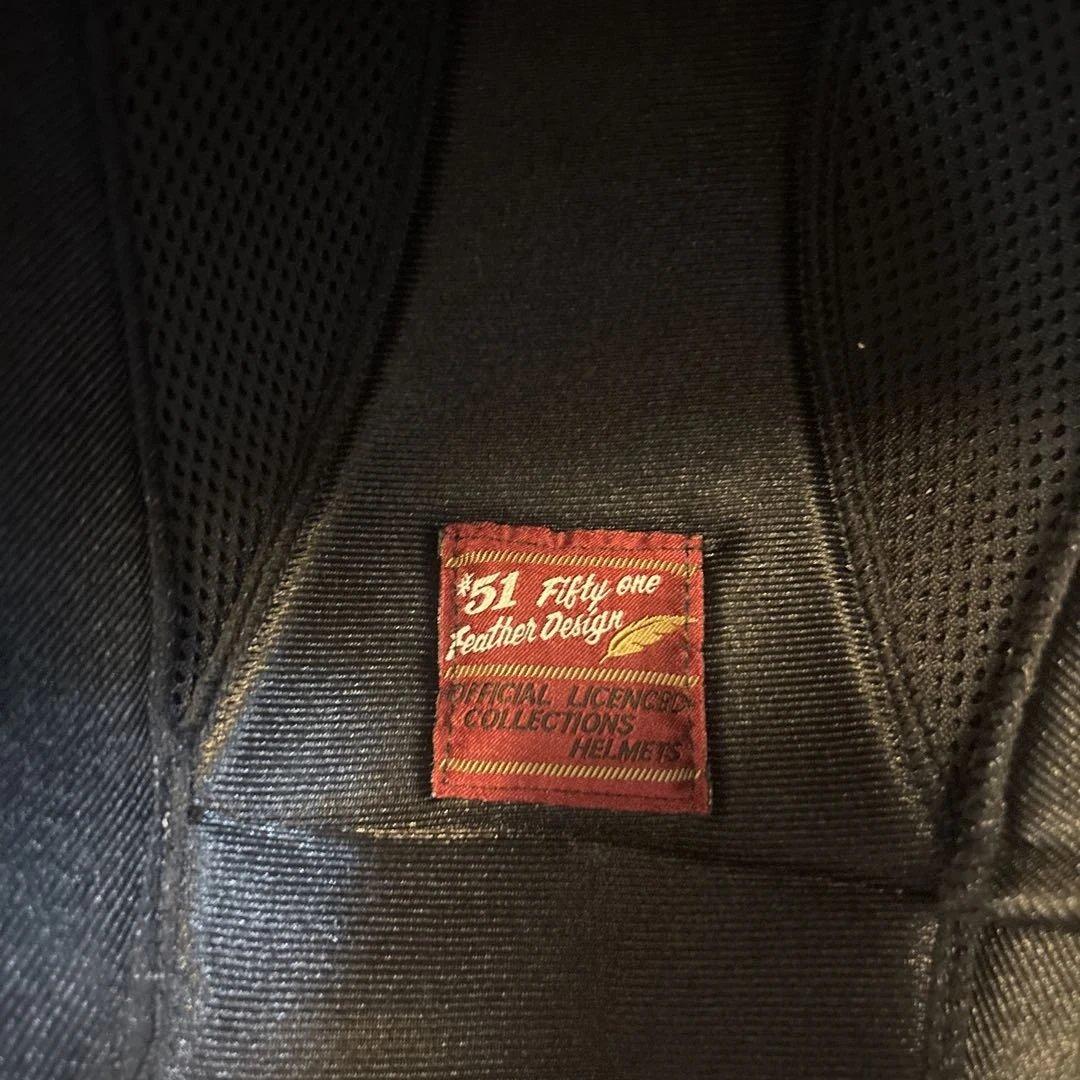 #51 Fifty one
Feather Design
OFFICIAL LICENCED
COLLECTIONS
HELMETS